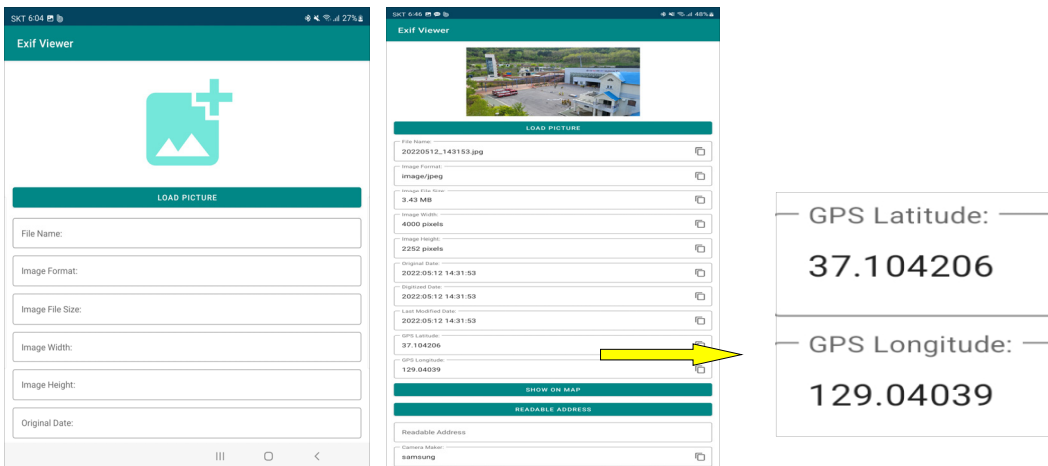 SKT 6:04
27%
Exif Viewer
LOAD PICTURE
File Name:
Image Format:
Image File Size:
Image Width:
Image Height:
Original Date:
SKT 6:46
48%
Exif Viewer
LOAD PICTURE
File Name:
20220512_143153.jpg
Image Format:
image/jpeg
Image File Size:
3.43 MB
Image Width:
4000 pixels
Image Height:
2252 pixels
Original Date:
2022:05:12 14:31:53
Digitized Date:
2022:05:12 14:31:53
Last Modified Date:
2022:05:12 14:31:53
GPS Latitude:
37.104206
GPS Longitude:
129.04039
SHOW ON MAP
READABLE ADDRESS
Readable Address
Camera Maker:
samsung
GPS Latitude:
37.104206
GPS Longitude:
129.04039